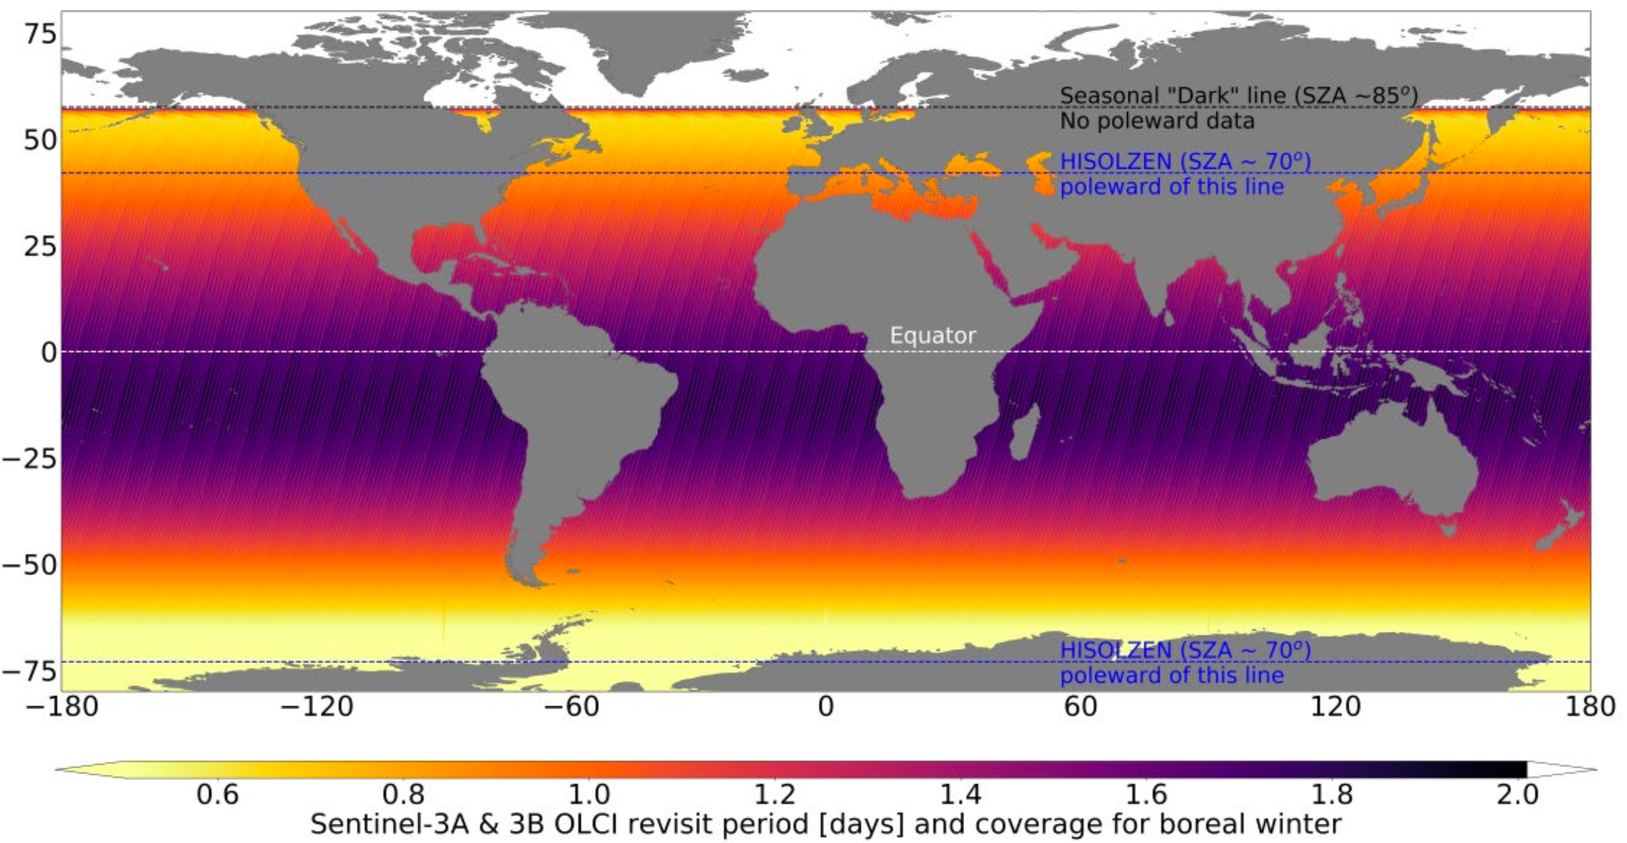 75
Seasonal "Dark" line (SZA ~85°)
No poleward data
50
HISOLZEN (SZA ~ 70°)
poleward of this line
25
Equator
0
−25
−50
HISOLZEN (SZA ~ 70°)
poleward of this line
−75
−180 −120 −60 0 60 120 180
0.6 0.8 1.0 1.2 1.4 1.6 1.8 2.0
Sentinel-3A & 3B OLCI revisit period [days] and coverage for boreal winter